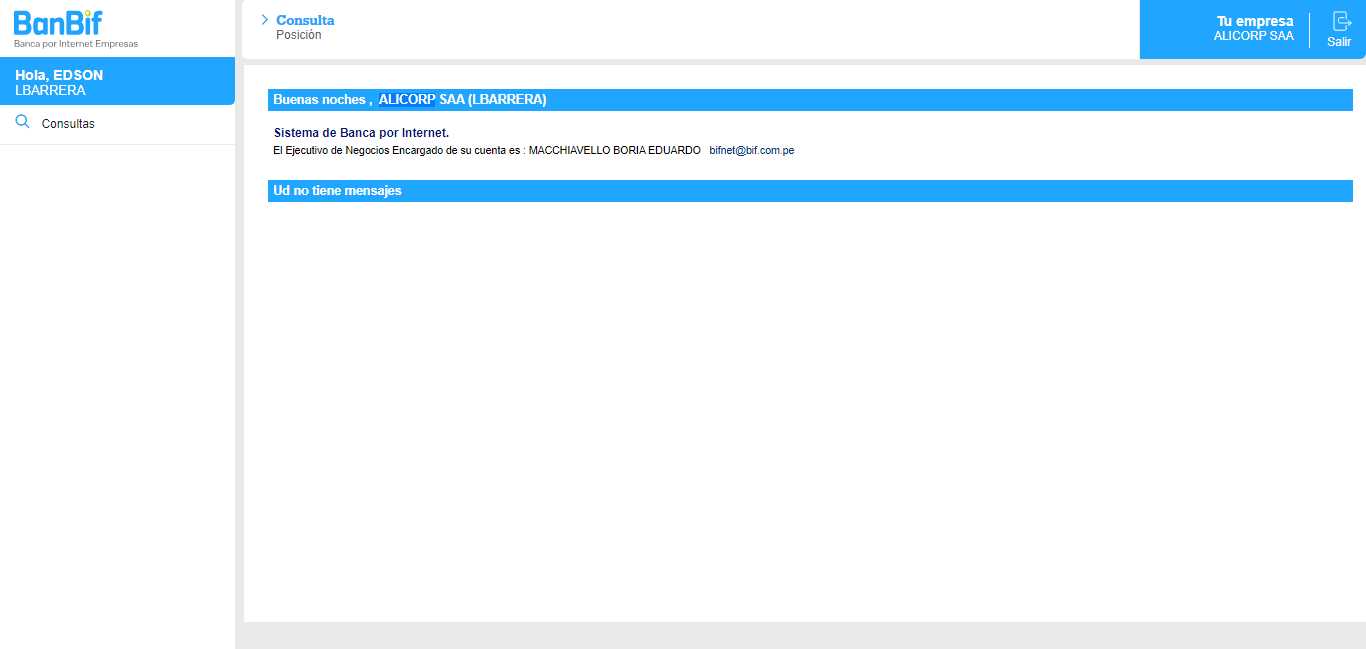 BanBif
Banca por Internet Empresas
Hola, EDSON
LBARRERA
Consultas
Consulta
Posición
Tu empresa
ALICORP SAA
Salir
Buenas noches , ALICORP SAA (LBARRERA)
Sistema de Banca por Internet.
El Ejecutivo de Negocios Encargado de su cuenta es : MACCHIAVELLO BORIA EDUARDO bifnet@bif.com.pe
Ud no tiene mensajes